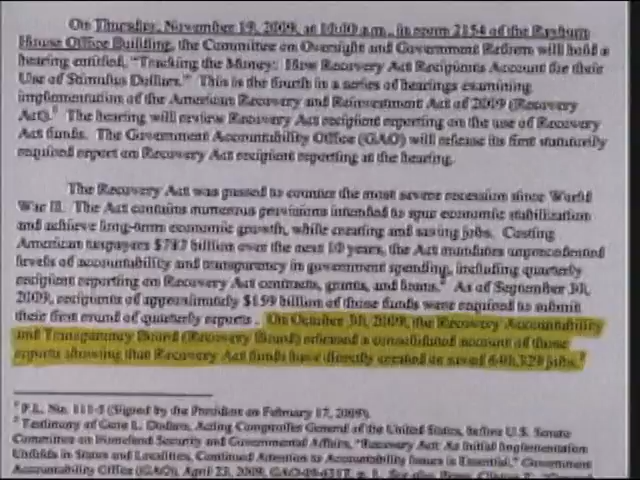 On Thursday, November 19, 2009, at 10:00 a.m., in room 2154 of the Rayburn
House Office Building, the Committee on Oversight and Government Reform will hold a
hearing entitled, "Tracking the Money: How Recovery Act Recipients Account for their
Use of Stimulus Dollars." This is the fourth in a series of hearings examining
implementation of the American Recovery and Reinvestment Act of 2009 (Recovery
Act).¹ The hearing will review Recovery Act recipient reporting on the use of Recovery
Act funds. The Government Accountability Office (GAO) will release its first statutorily
required report on Recovery Act recipient reporting at the hearing.
The Recovery Act was passed to counter the most severe recession since World
War II. The Act contains numerous provisions intended to spur economic stabilization
and achieve long-term economic growth, while creating and saving jobs. Costing
American taxpayers $787 billion over the next 10 years, the Act mandates unprecedented
levels of accountability and transparency in government spending, including quarterly
recipient reporting on Recovery Act contracts, grants, and loans.² As of September 30,
2009, recipients of approximately $159 billion of those funds were required to submit
their first round of quarterly reports. On October 30, 2009, the Recovery Accountability
and Transparency Board (Recovery Board) released a consolidated account of those
reports showing that Recovery Act funds have directly created or saved 640,329 jobs.³
¹ P.L. No. 111-5 (Signed by the President on February 17, 2009).
² Testimony of Gene L. Dodaro, Acting Comptroller General of the United States, before U.S. Senate
Committee on Homeland Security and Governmental Affairs, "Recovery Act: As Initial Implementation
Unfolds in States and Localities, Continued Attention to Accountability Issues is Essential," Government
Accountability Office (GAO), April 23, 2009, GAO-09-631T, p. 1.